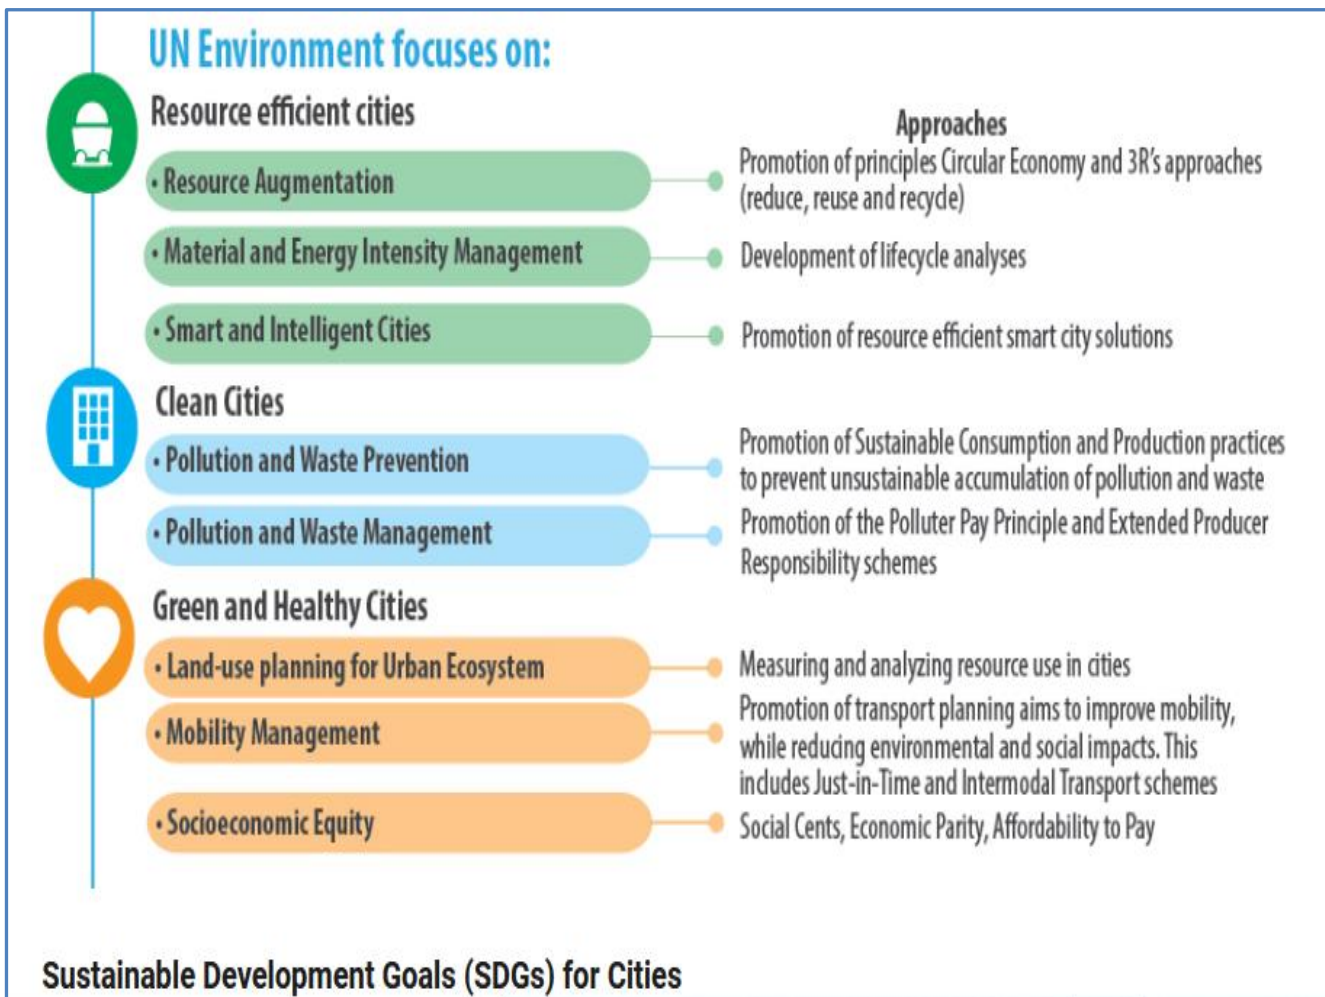 UN Environment focuses on:
Resource efficient cities
Approaches
• Resource Augmentation
Promotion of principles Circular Economy and 3R's approaches
(reduce, reuse and recycle)
• Material and Energy Intensity Management
Development of lifecycle analyses
• Smart and Intelligent Cities
Promotion of resource efficient smart city solutions
Clean Cities
• Pollution and Waste Prevention
Promotion of Sustainable Consumption and Production practices
to prevent unsustainable accumulation of pollution and waste
• Pollution and Waste Management
Promotion of the Polluter Pay Principle and Extended Producer
Responsibility schemes
Green and Healthy Cities
• Land-use planning for Urban Ecosystem
Measuring and analyzing resource use in cities
• Mobility Management
Promotion of transport planning aims to improve mobility,
while reducing environmental and social impacts. This
includes Just-in-Time and Intermodal Transport schemes
• Socioeconomic Equity
Social Cents, Economic Parity, Affordability to Pay
Sustainable Development Goals (SDGs) for Cities